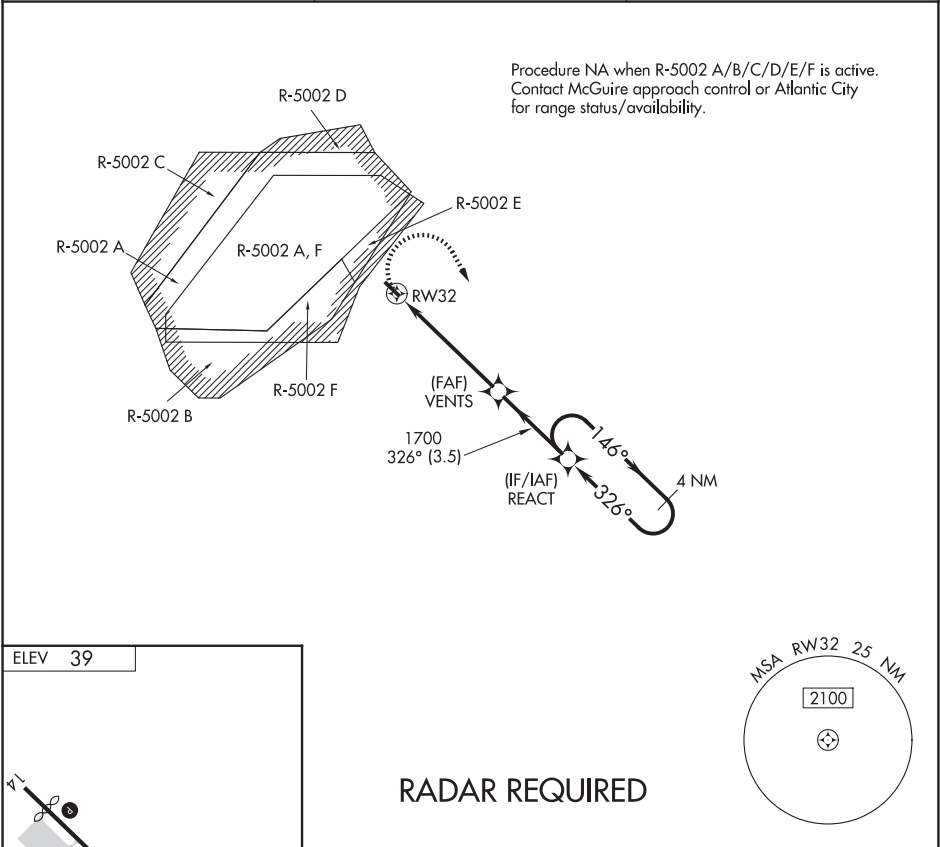 Procedure NA when R-5002 A/B/C/D/E/F is active.
Contact McGuire approach control or Atlantic City
for range status/availability.
R-5002 D
R-5002 C
R-5002 E
R-5002 A
R-5002 A, F
RW32
R-5002 F
R-5002 B
(FAF)
VENTS
1700
326° (3.5)
(IF/IAF)
REACT
146°
326°
4 NM
ELEV 39
MSA RW32 25 NM
2100
RADAR REQUIRED
14
P